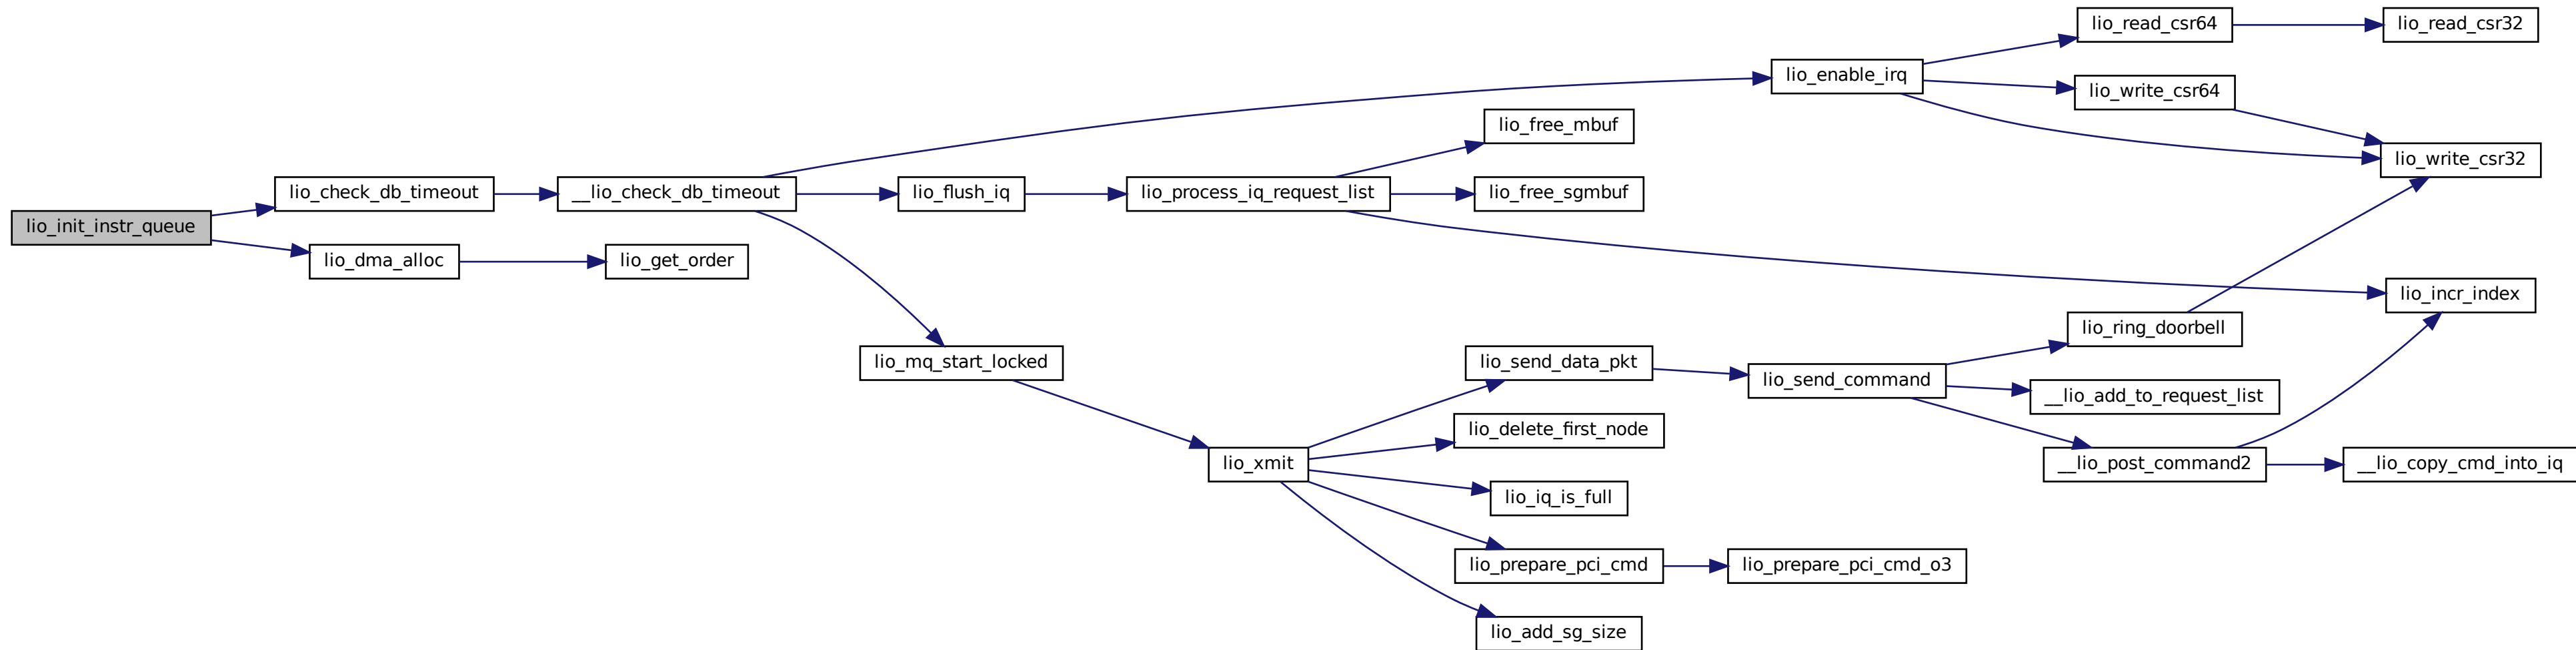 lio_init_instr_queue
lio_check_db_timeout
lio_dma_alloc
__lio_check_db_timeout
lio_get_order
lio_flush_iq
lio_mq_start_locked
lio_process_iq_request_list
lio_xmit
lio_free_mbuf
lio_free_sgmbuf
lio_send_data_pkt
lio_delete_first_node
lio_iq_is_full
lio_prepare_pci_cmd
lio_add_sg_size
lio_enable_irq
lio_send_command
lio_prepare_pci_cmd_o3
lio_read_csr64
lio_write_csr64
lio_ring_doorbell
__lio_add_to_request_list
__lio_post_command2
lio_read_csr32
lio_write_csr32
lio_incr_index
__lio_copy_cmd_into_iq